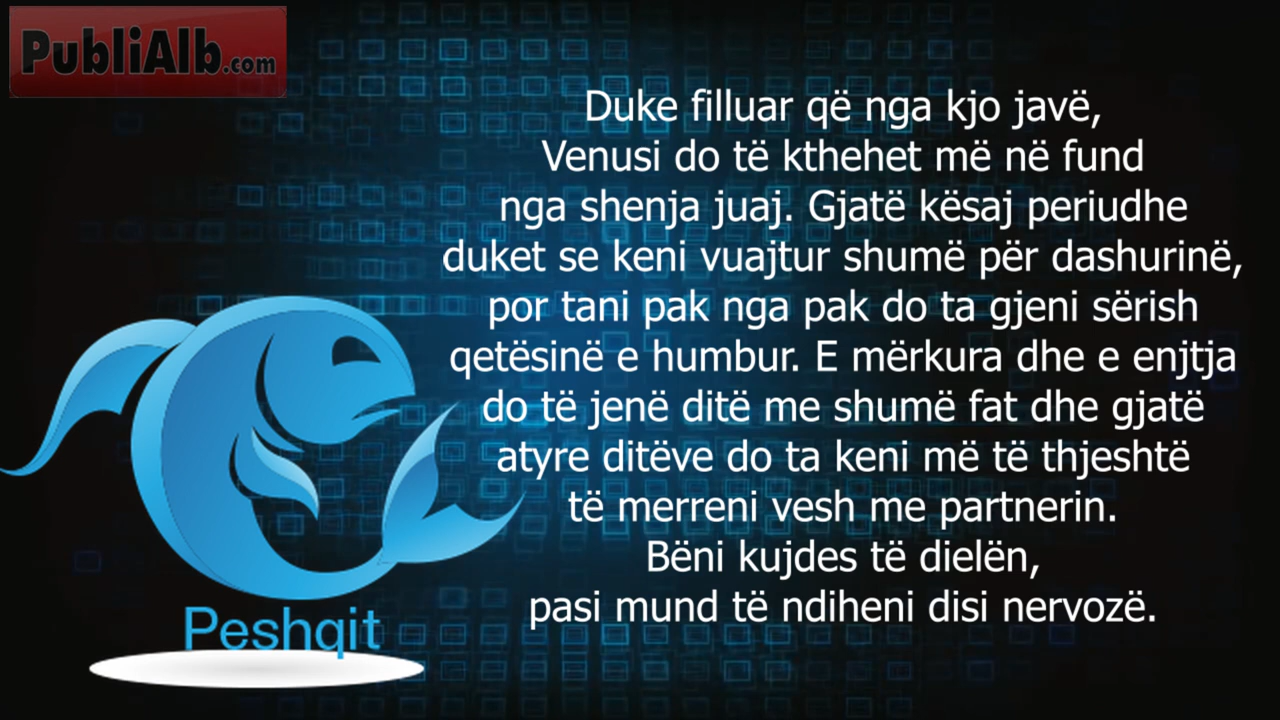 PubliAlb.com
Duke filluar që nga kjo javë,
Venusi do të kthehet më në fund
nga shenja juaj. Gjatë kësaj periudhe
duket se keni vuajtur shumë për dashurinë,
por tani pak nga pak do ta gjeni sërish
qetësinë e humbur. E mërkura dhe e enjtja
do të jenë ditë me shumë fat dhe gjatë
atyre ditëve do ta keni më të thjeshtë
të merreni vesh me partnerin.
Bëni kujdes të dielën,
pasi mund të ndiheni disi nervozë.
Peshqit